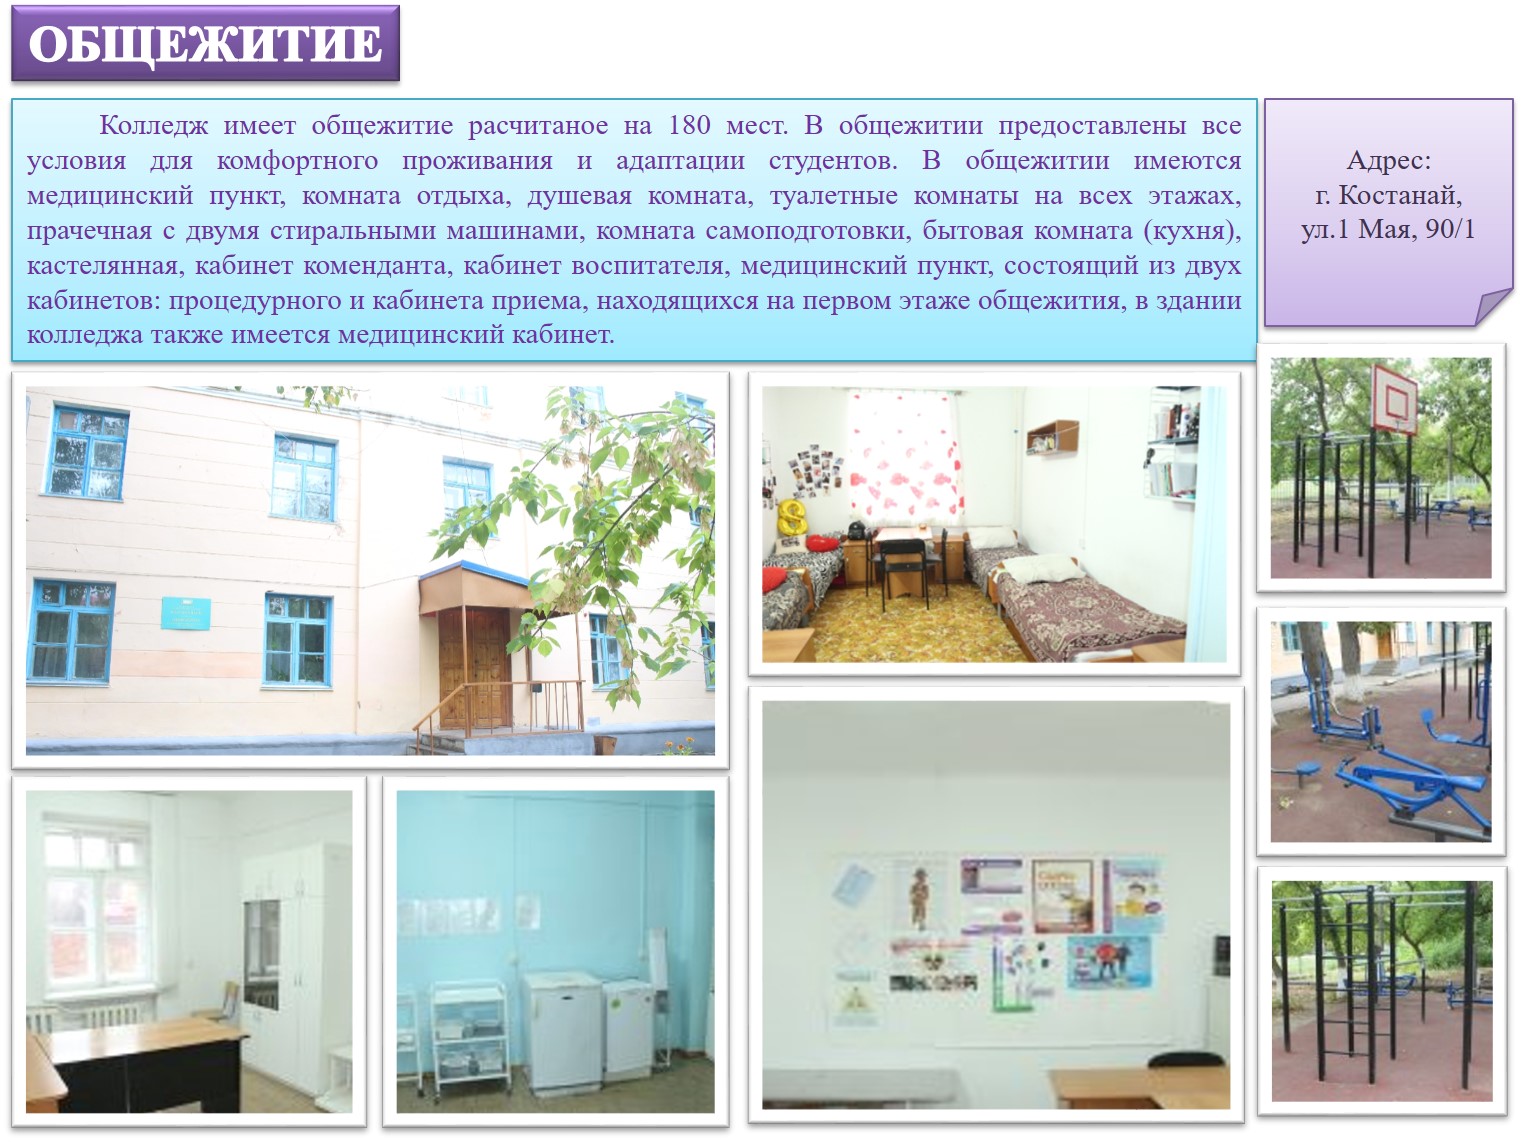 ОБЩЕЖИТИЕ
Колледж имеет общежитие расчитаное на 180 мест. В общежитии предоставлены все
условия для комфортного проживания и адаптации студентов. В общежитии имеются
медицинский пункт, комната отдыха, душевая комната, туалетные комнаты на всех этажах,
прачечная с двумя стиральными машинами, комната самоподготовки, бытовая комната (кухня),
кастелянная, кабинет коменданта, кабинет воспитателя, медицинский пункт, состоящий из двух
кабинетов: процедурного и кабинета приема, находящихся на первом этаже общежития, в здании
колледжа также имеется медицинский кабинет.
Адрес:
г. Костанай,
ул.1 Мая, 90/1